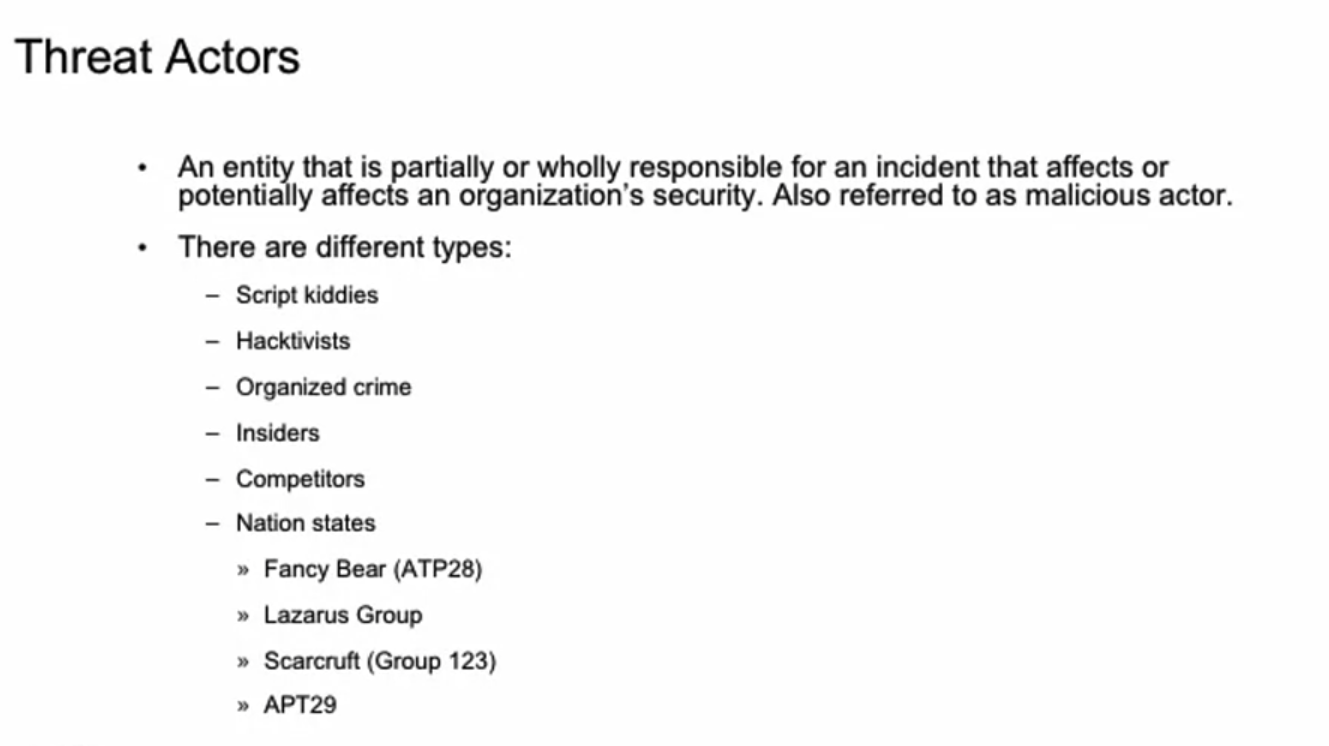 Threat Actors
• An entity that is partially or wholly responsible for an incident that affects or
potentially affects an organization's security. Also referred to as malicious actor.
• There are different types:
– Script kiddies
– Hacktivists
– Organized crime
– Insiders
– Competitors
– Nation states
» Fancy Bear (ATP28)
» Lazarus Group
» Scarcruft (Group 123)
» APT29